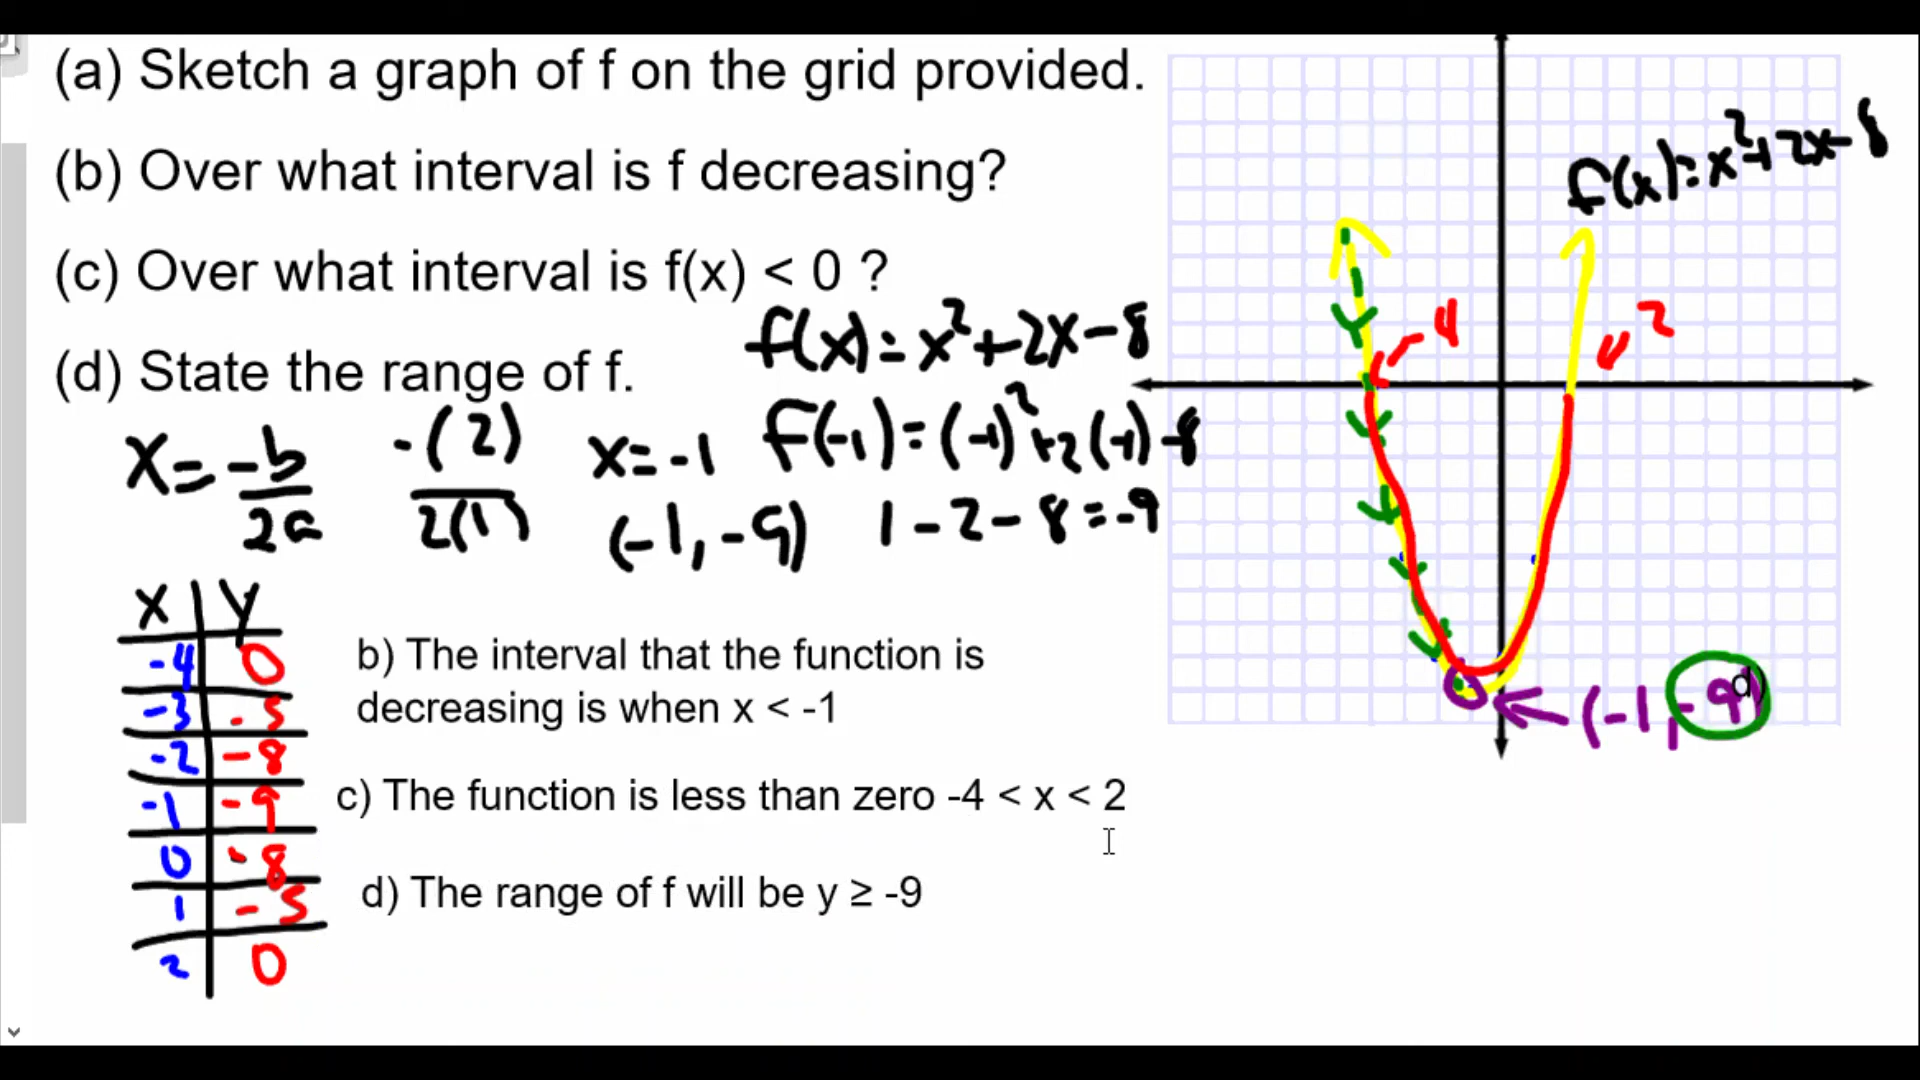 (a) Sketch a graph of f on the grid provided.
(b) Over what interval is f decreasing?
(c) Over what interval is f(x) < 0 ?
(d) State the range of f.
f(x) = x² + 2x - 8
f(x) = x² + 2x - 8
-4
2
x = -b/2a
-(2)/2(1)
x = -1
f(-1) = (-1)² + 2(-1) - 8
(-1, -9)
1 - 2 - 8 = -9
x y
-4 0
-3 -5
-2 -8
-1 -9
0 -8
1 -5
2 0
b) The interval that the function is
decreasing is when x < -1
(-1, -9)
d)
c) The function is less than zero -4 < x < 2
d) The range of f will be y ≥ -9